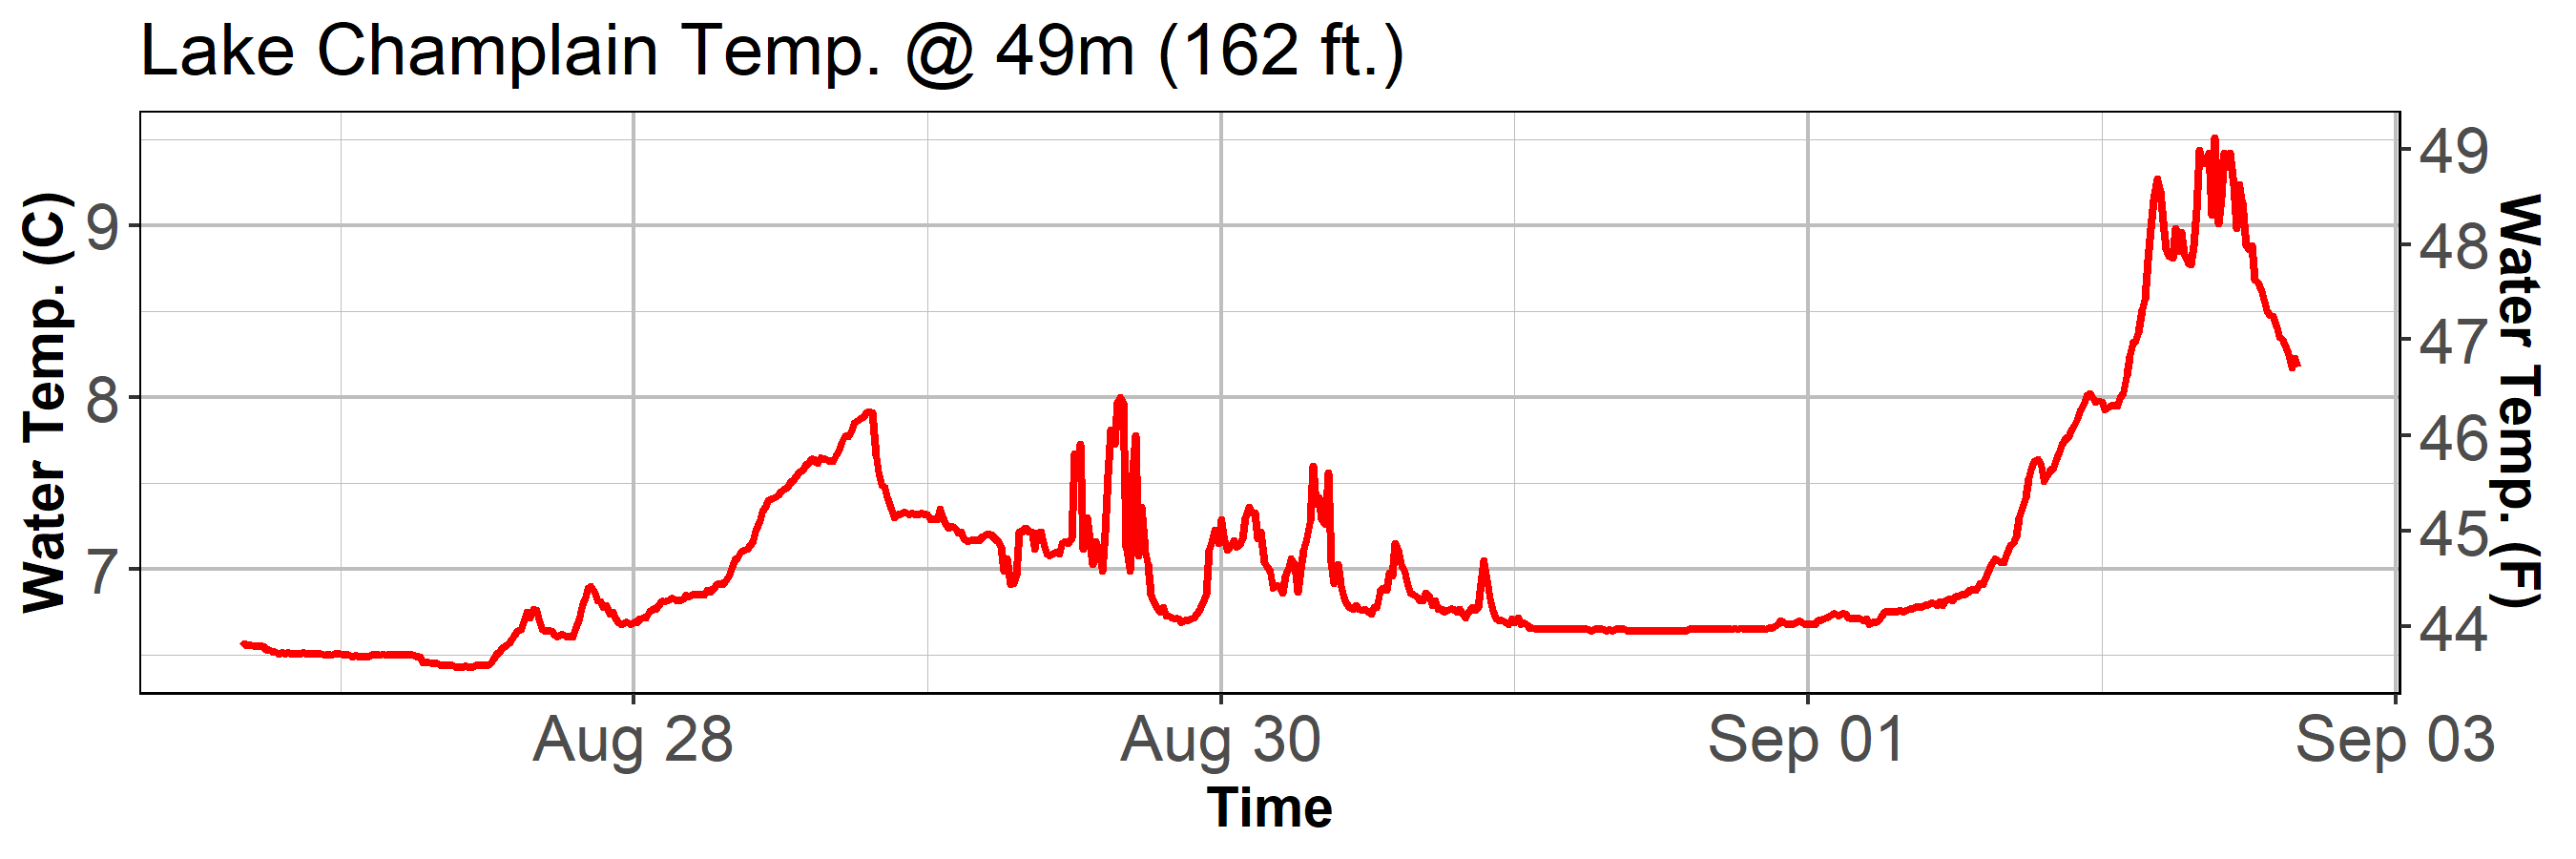 Lake Champlain Temp. @ 49m (162 ft.)
Water Temp. (C)
9
8
7
49
48
47
46
45
44
Water Temp. (F)
Aug 28 Aug 30 Sep 01 Sep 03
Time